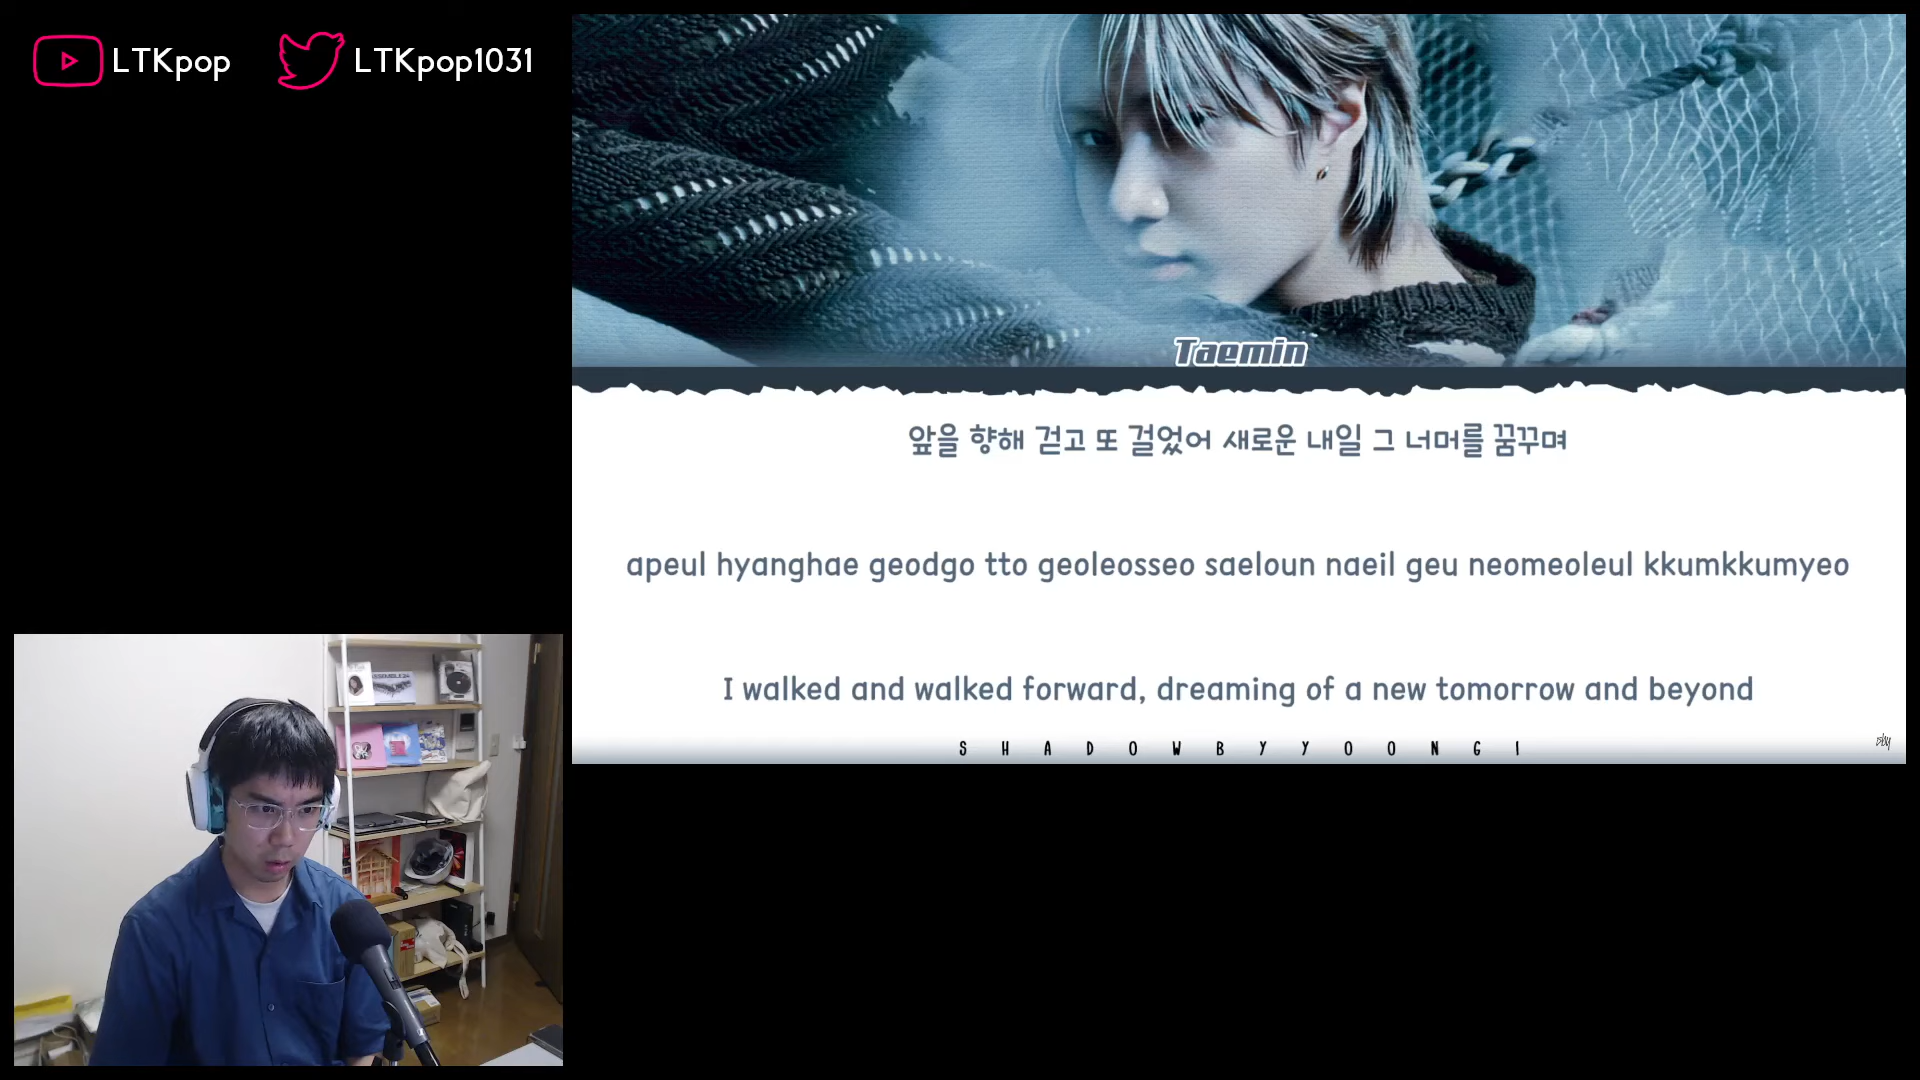 LTKpop
LTKpop1031
Taemin
앞을 향해 걷고 또 걸었어 새로운 내일 그 너머를 꿈꾸며
apeul hyanghae geodgo tto geoleosseo saeloun naeil geu neomeoleul kkumkkumyeo
I walked and walked forward, dreaming of a new tomorrow and beyond
SHADOWBYYOONGI